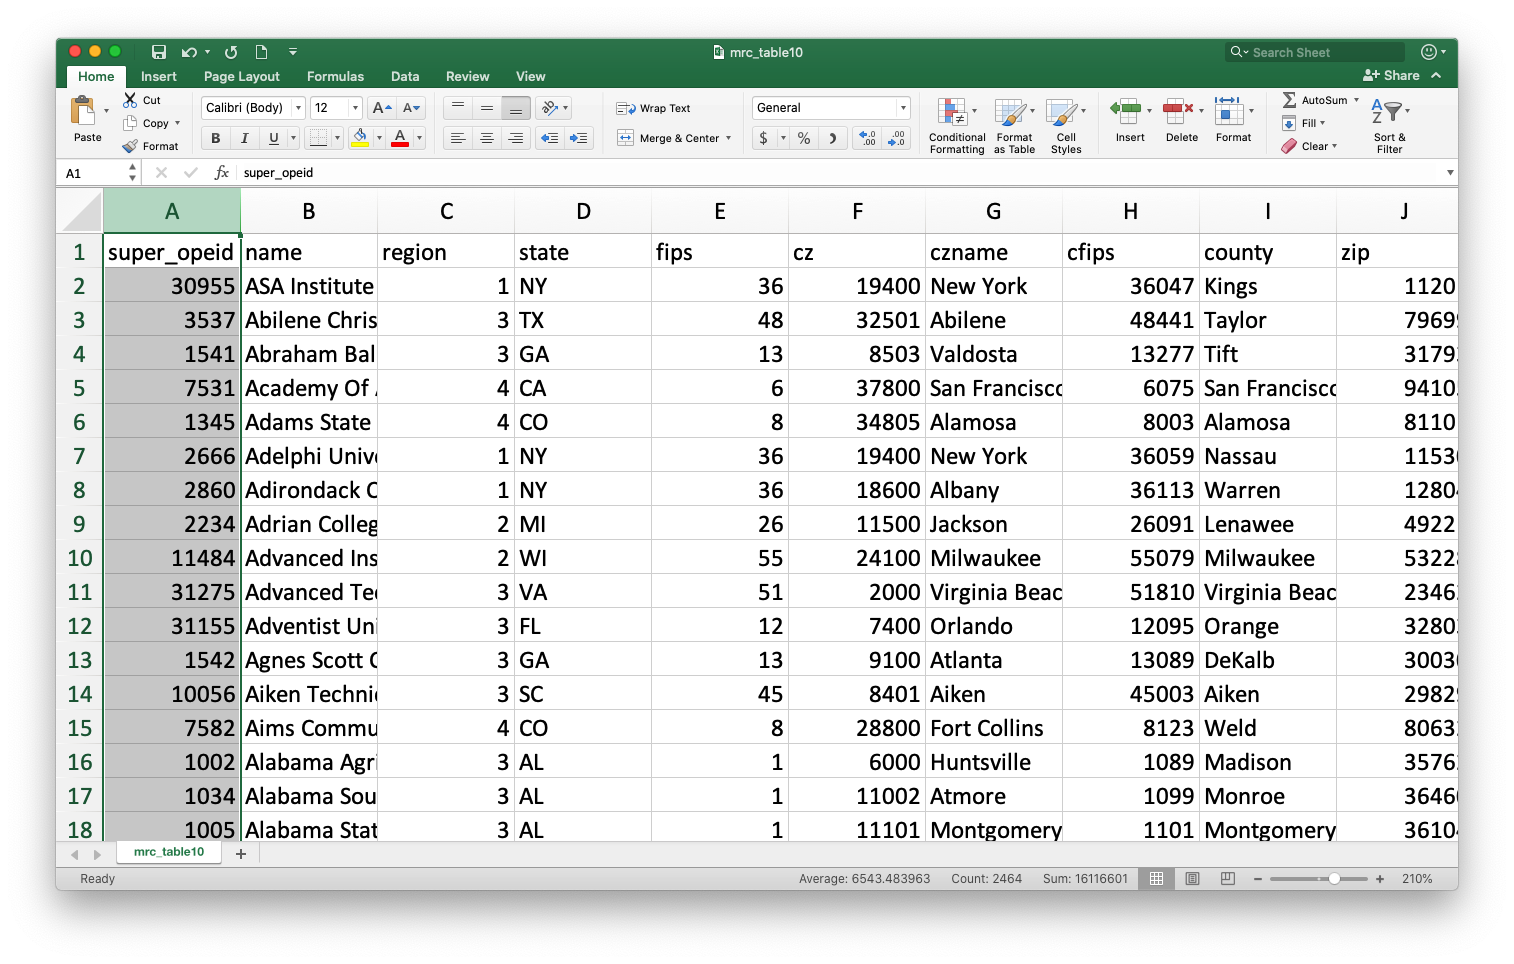 mrc_table10
Search Sheet
Home Insert Page Layout Formulas Data Review View Share
Paste Cut Copy Format
Calibri (Body) 12 A A
B I U A
Wrap Text
Merge & Center
General
$ % ) .0 .00 .00 .0
Conditional Formatting Format as Table Cell Styles
Insert Delete Format
AutoSum
Fill
Clear
A Z Sort & Filter
A1 fx super_opeid
A B C D E F G H I J
1 super_opeid name region state fips cz czname cfips county zip
2 30955 ASA Institute 1 NY 36 19400 New York 36047 Kings 1120
3 3537 Abilene Chris 3 TX 48 32501 Abilene 48441 Taylor 7969
4 1541 Abraham Bal 3 GA 13 8503 Valdosta 13277 Tift 3179
5 7531 Academy Of 4 CA 6 37800 San Francisc 6075 San Francisc 9410
6 1345 Adams State 4 CO 8 34805 Alamosa 8003 Alamosa 8110
7 2666 Adelphi Univ 1 NY 36 19400 New York 36059 Nassau 1153
8 2860 Adirondack C 1 NY 36 18600 Albany 36113 Warren 1280
9 2234 Adrian Colleg 2 MI 26 11500 Jackson 26091 Lenawee 4922
10 11484 Advanced Ins 2 WI 55 24100 Milwaukee 55079 Milwaukee 5322
11 31275 Advanced Te 3 VA 51 2000 Virginia Beac 51810 Virginia Beac 2346
12 31155 Adventist Uni 3 FL 12 7400 Orlando 12095 Orange 3280
13 1542 Agnes Scott C 3 GA 13 9100 Atlanta 13089 DeKalb 3003
14 10056 Aiken Techni 3 SC 45 8401 Aiken 45003 Aiken 2982
15 7582 Aims Commu 4 CO 8 28800 Fort Collins 8123 Weld 8063
16 1002 Alabama Agri 3 AL 1 6000 Huntsville 1089 Madison 3576
17 1034 Alabama Sou 3 AL 1 11002 Atmore 1099 Monroe 3646
18 1005 Alabama Stat 3 AL 1 11101 Montgomery 1101 Montgomery 3610
mrc_table10 +
Ready Average: 6543.483963 Count: 2464 Sum: 16116601 210%